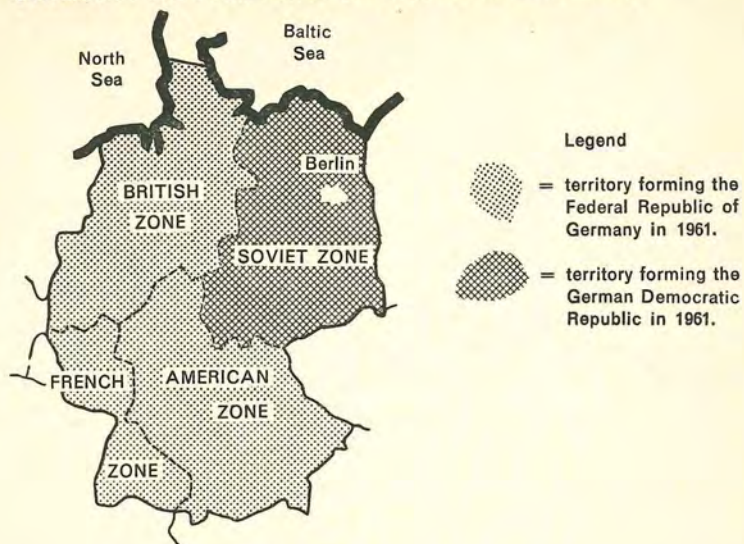 North
Sea
Baltic
Sea
Berlin
BRITISH
ZONE
SOVIET ZONE
FRENCH
ZONE
AMERICAN
ZONE
Legend
= territory forming the
Federal Republic of
Germany in 1961.
= territory forming the
German Democratic
Republic in 1961.